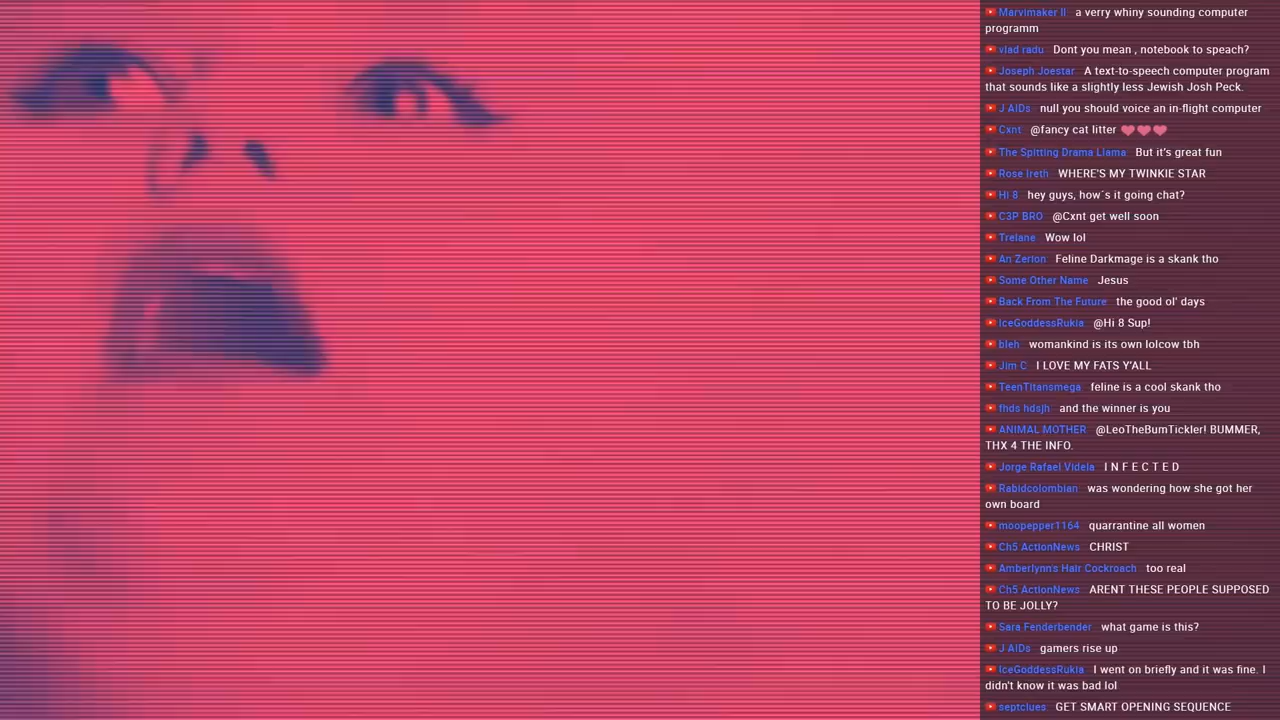 Marvimaker II a verry whiny sounding computer
programm
vlad radu Dont you mean , notebook to speach?
Joseph Joestar A text-to-speech computer program
that sounds like a slightly less Jewish Josh Peck.
J AIDs null you should voice an in-flight computer
Cxnt @fancy cat litter
The Spitting Drama Llama But it's great fun
Rose Ireth WHERE'S MY TWINKIE STAR
Hi 8 hey guys, how´s it going chat?
C3P BRO @Cxnt get well soon
Trelane Wow lol
An Zerion Feline Darkmage is a skank tho
Some Other Name Jesus
Back From The Future the good ol' days
IceGoddessRukia @Hi 8 Sup!
bleh womankind is its own lolcow tbh
Jim C I LOVE MY FATS Y'ALL
TeenTitansmega feline is a cool skank tho
fhds hdsjh and the winner is you
ANIMAL MOTHER @LeoTheBumTickler! BUMMER,
THX 4 THE INFO.
Jorge Rafael Videla I N F E C T E D
Rabidcolombian was wondering how she got her
own board
moopepper1164 quarrantine all women
Ch5 ActionNews CHRIST
Amberlynn's Hair Cockroach too real
Ch5 ActionNews ARENT THESE PEOPLE SUPPOSED
TO BE JOLLY?
Sara Fenderbender what game is this?
J AIDs gamers rise up
IceGoddessRukia I went on briefly and it was fine. I
didn't know it was bad lol
septclues GET SMART OPENING SEQUENCE